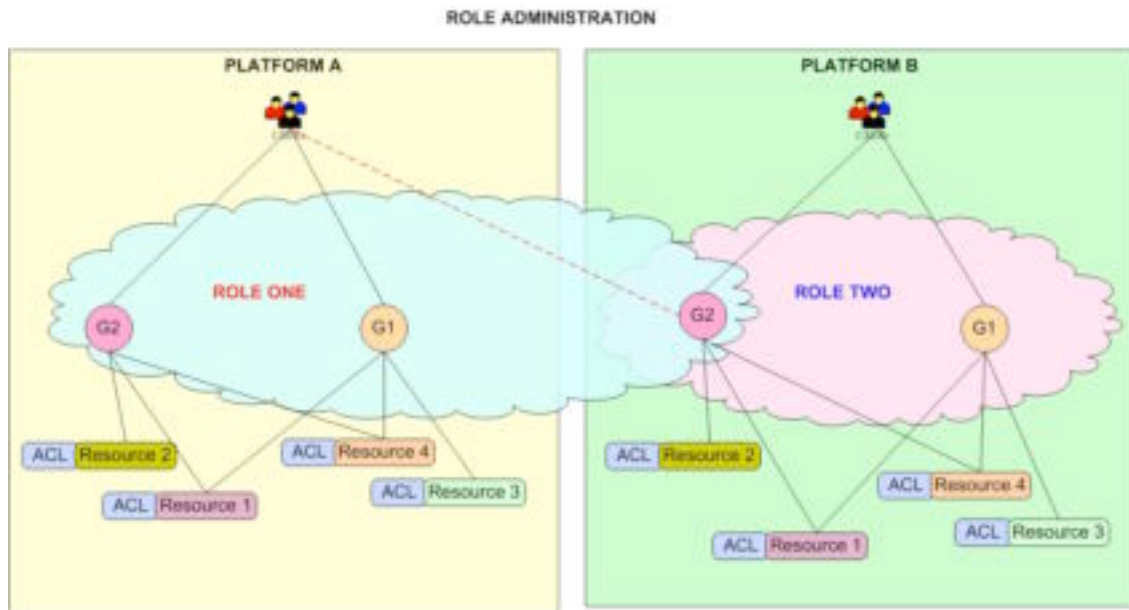 ROLE ADMINISTRATION
PLATFORM A
PLATFORM B
ROLE ONE
ROLE TWO
G2
G1
G2
G1
ACL Resource 2
ACL Resource 4
ACL Resource 3
ACL Resource 1
ACL Resource 2
ACL Resource 4
ACL Resource 3
ACL Resource 1